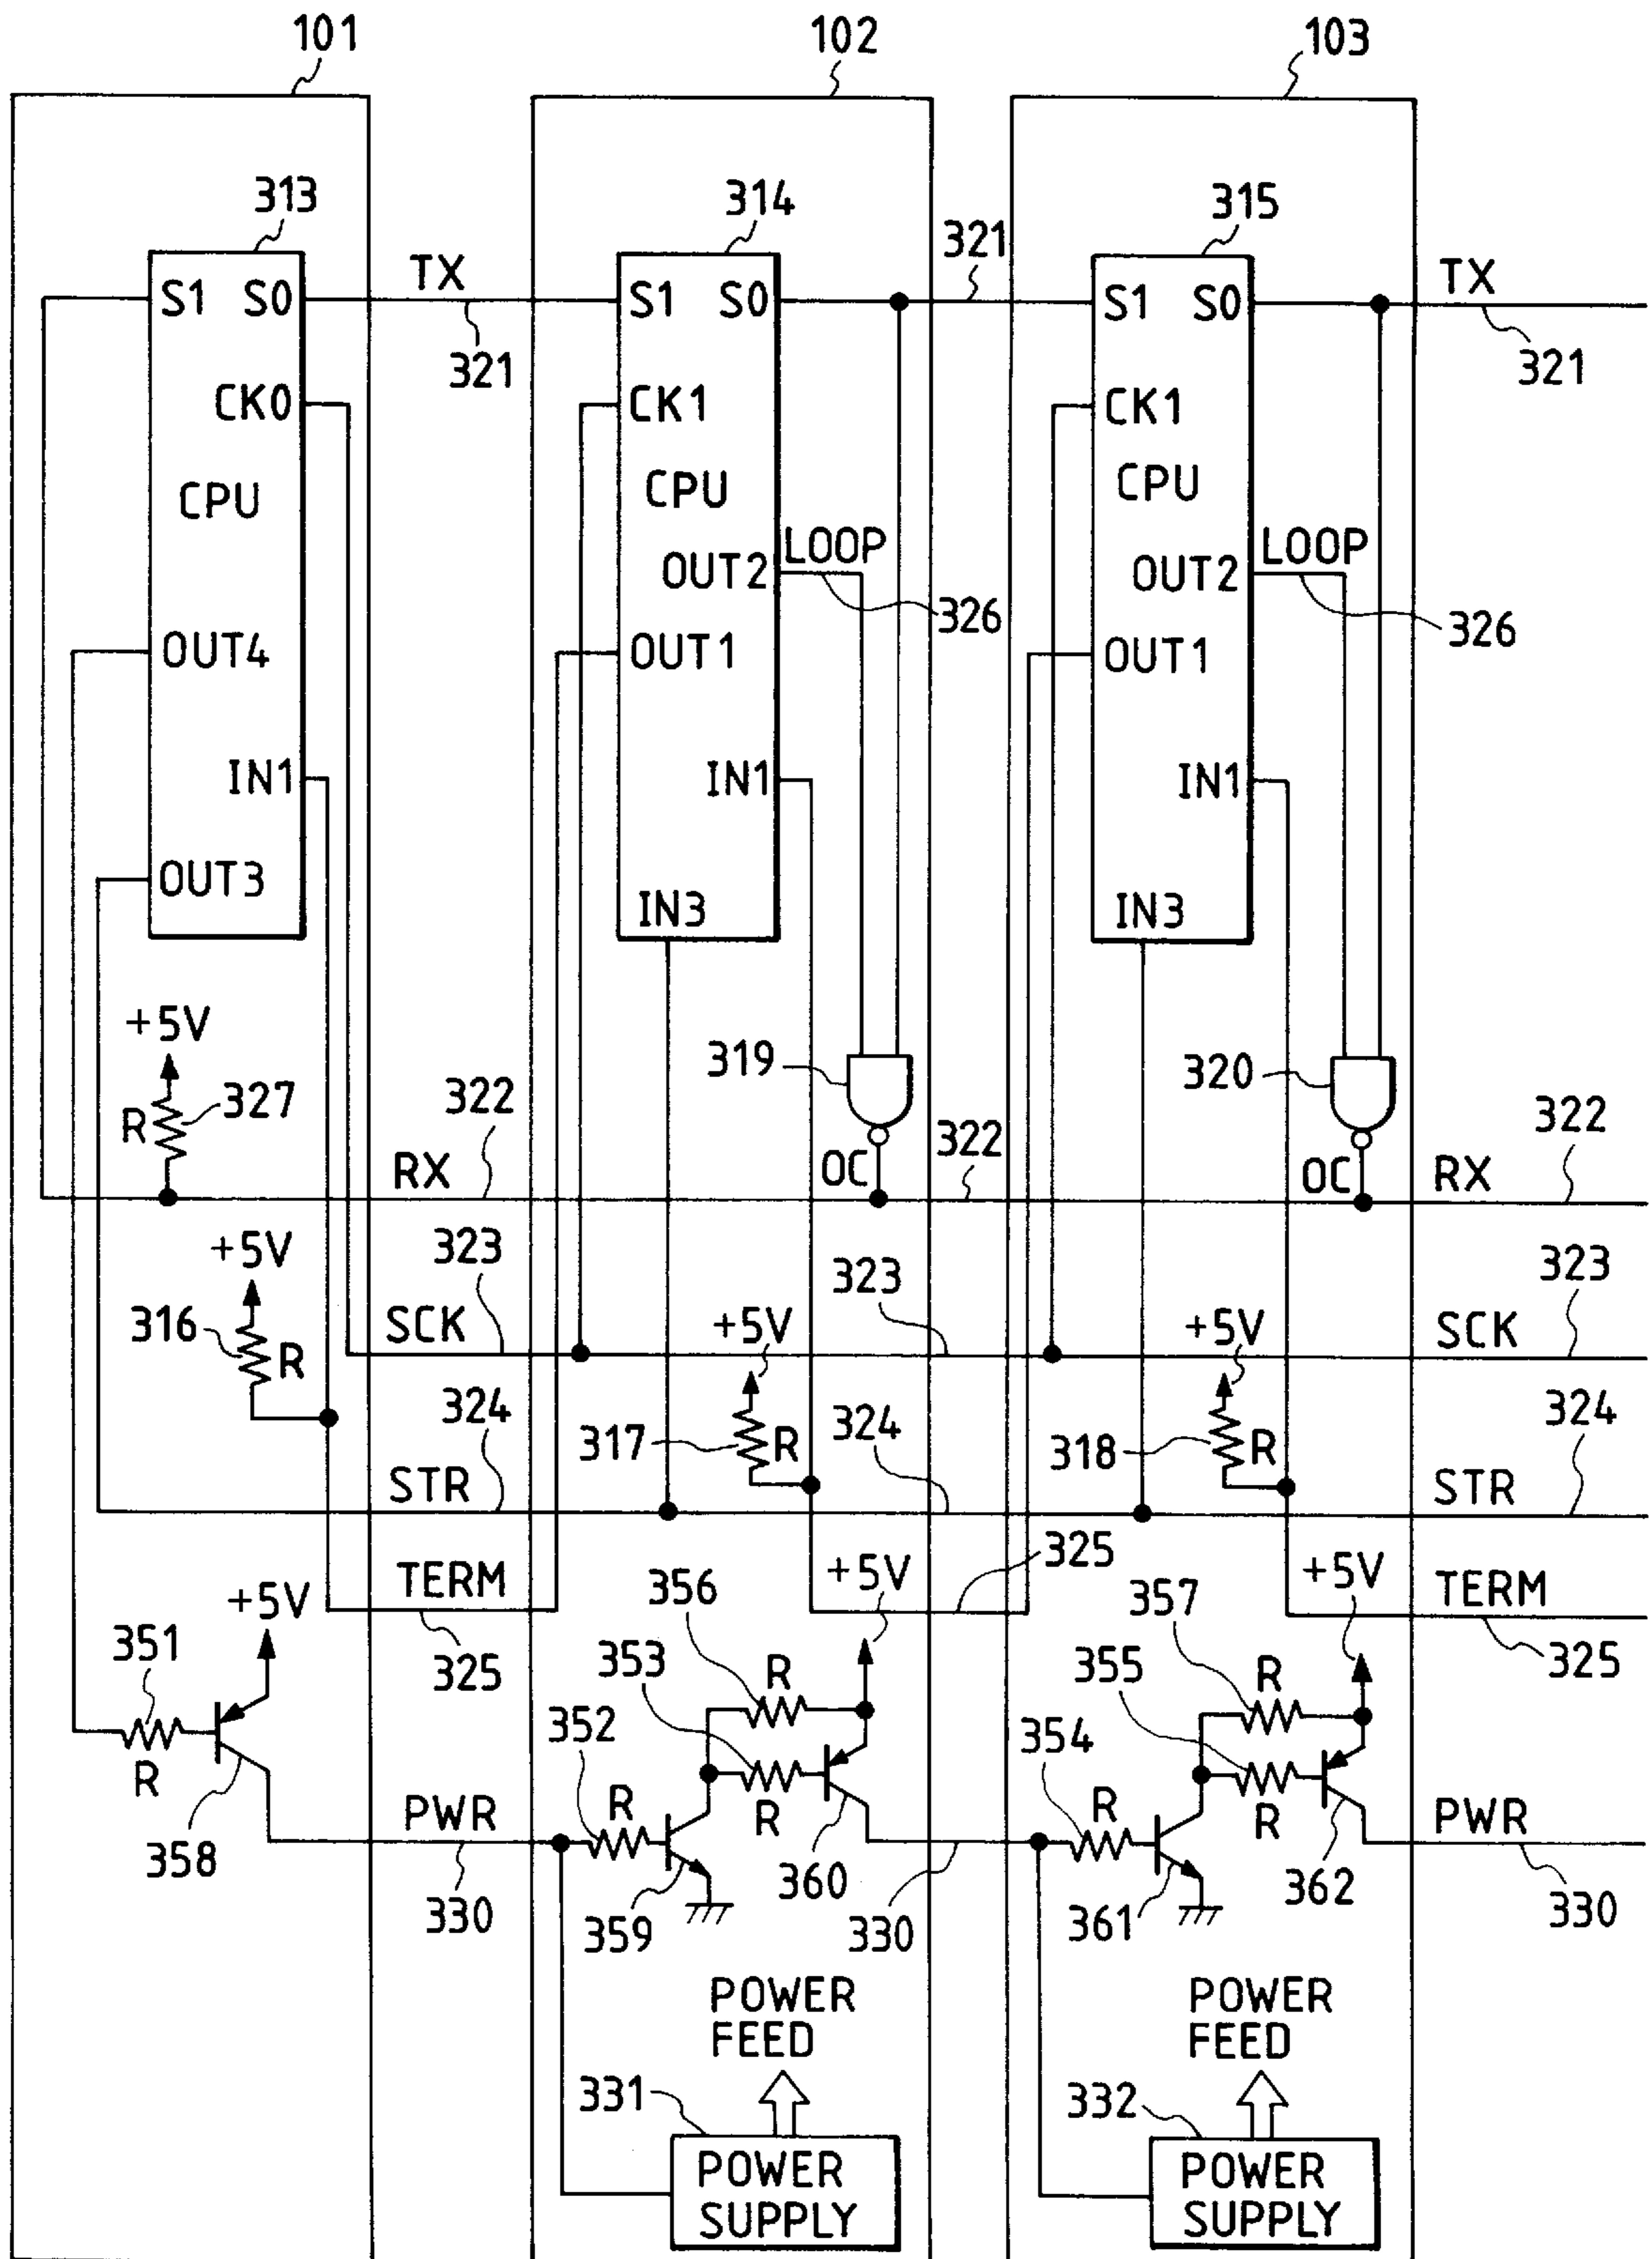 101
102
103
313
314
315
321
S1 S0
TX
321
S1 S0
S1 S0
TX
321
CK0
CK1
CK1
CPU
CPU
CPU
LOOP
LOOP
OUT2
OUT2
326
326
OUT4
OUT1
OUT1
IN1
IN1
IN1
OUT3
IN3
IN3
+5V
319
320
R
327
322
322
322
RX
OC
OC
RX
+5V
323
323
323
316
R
SCK
+5V
+5V
SCK
324
324
324
317
R
318
R
STR
STR
325
TERM
325
+5V
356
+5V
357
+5V
TERM
325
351
R
353
R
355
R
352
R
354
R
R
R
358
PWR
330
359
360
330
361
362
PWR
330
POWER
FEED
POWER
FEED
331
332
POWER
SUPPLY
POWER
SUPPLY